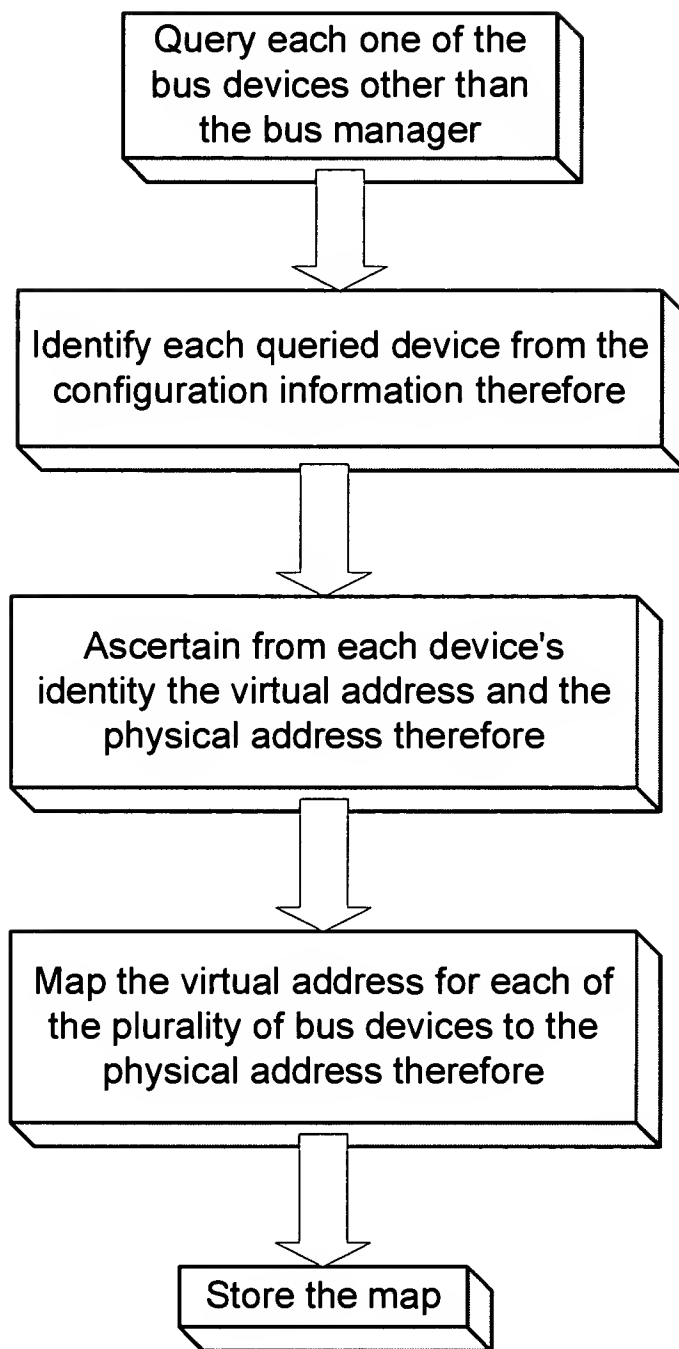 Query each one of the
bus devices other than
the bus manager
Identify each queried device from the
configuration information therefore
Ascertain from each device's
identity the virtual address and the
physical address therefore
Map the virtual address for each of
the plurality of bus devices to the
physical address therefore
Store the map